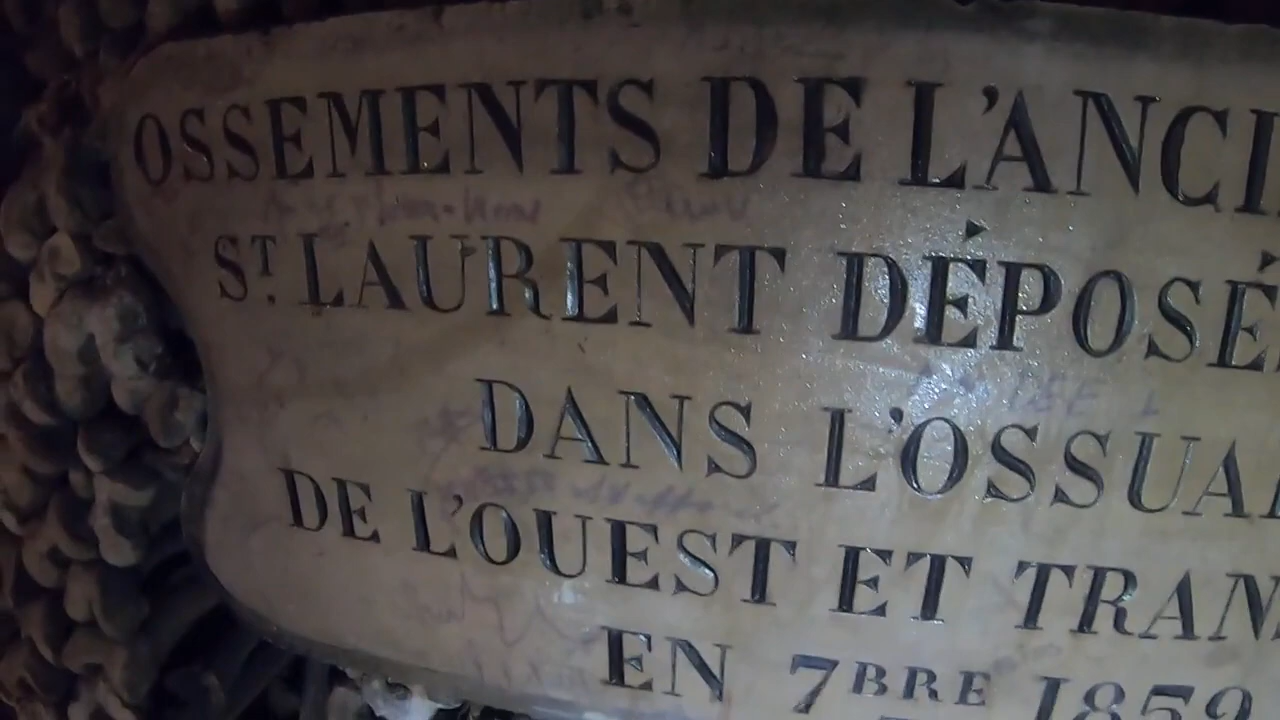 OSSEMENTS DE L'ANCI
ST. LAURENT DÉPOSÉ
DANS L'OSSUA
DE L'OUEST ET TRAN
EN 7BRE 1859